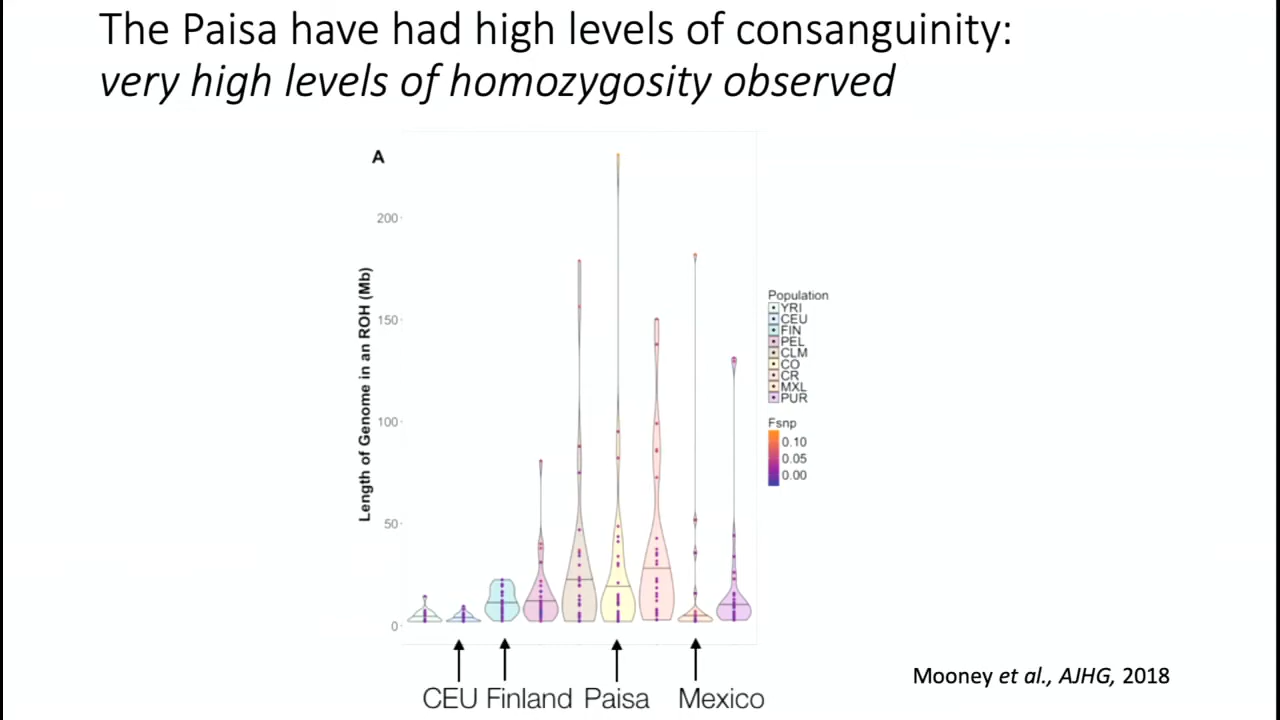 The Paisa have had high levels of consanguinity:
very high levels of homozygosity observed
A
Length of Genome in an ROH (Mb)
200
150
100
50
0
Population
YRI
CEU
FIN
PEL
CLM
CO
CR
MXL
PUR
Fsnp
0.10
0.05
0.00
CEU Finland Paisa Mexico
Mooney et al., AJHG, 2018